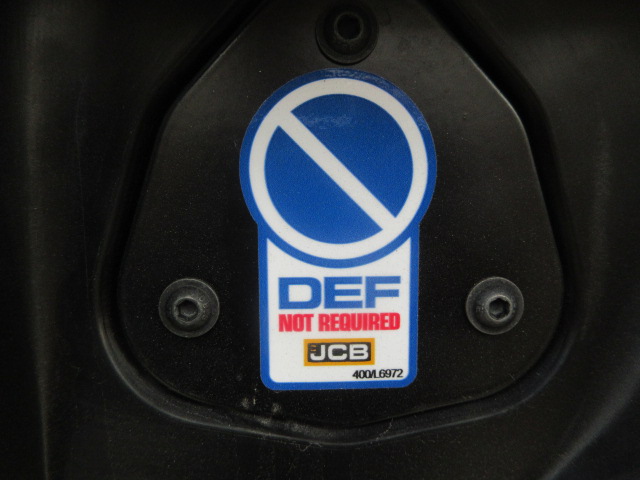 DEF
NOT REQUIRED
JCB
400/L6972